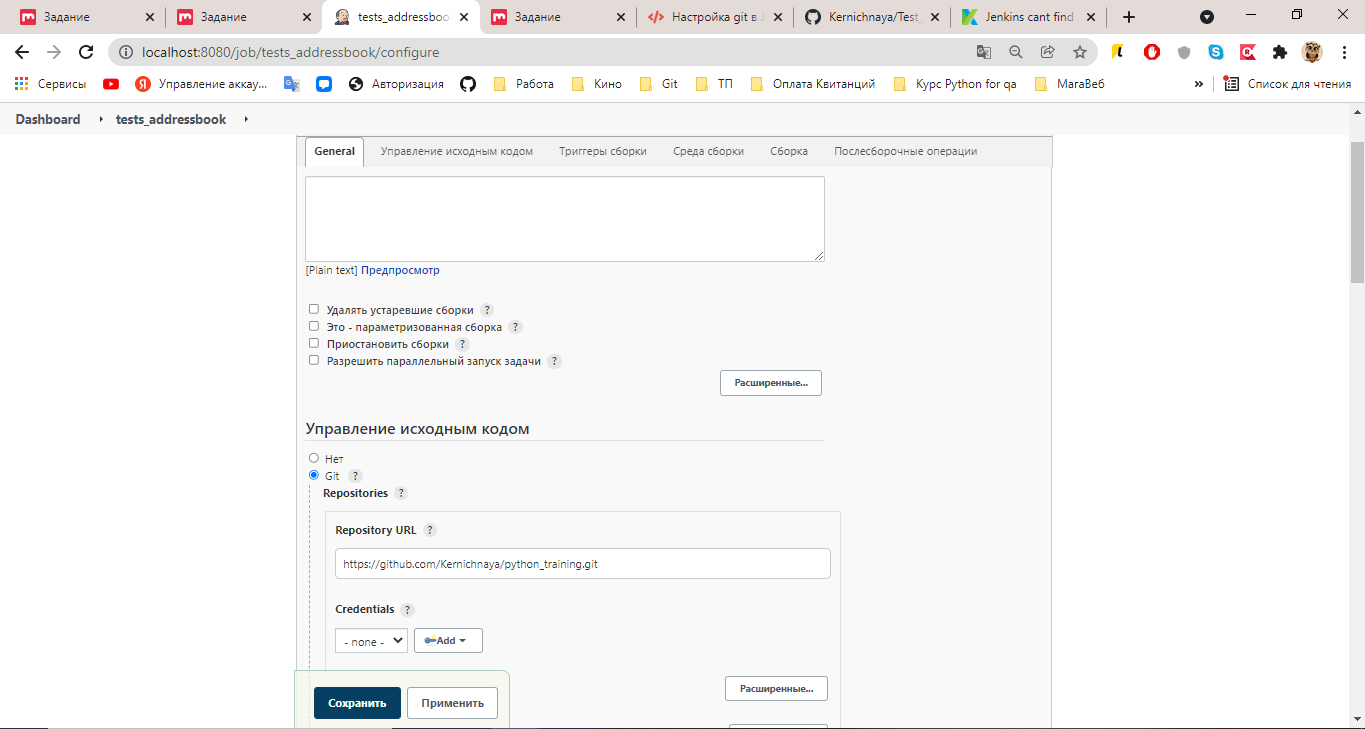 Задание
Задание
tests_addressboo
Задание
Настройка git в J
Kernichnaya/Test_
Jenkins cant find
localhost:8080/job/tests_addressbook/configure
Сервисы
Управление аккау...
Авторизация
Работа
Кино
Git
ТП
Оплата Квитанций
Курс Python for qa
МагаВеб
»
Список для чтения
Dashboard
tests_addressbook
General
Управление исходным кодом
Триггеры сборки
Среда сборки
Сборка
Послесборочные операции
[Plain text] Предпросмотр
Удалять устаревшие сборки ?
Это - параметризованная сборка ?
Приостановить сборки ?
Разрешить параллельный запуск задачи ?
Расширенные...
Управление исходным кодом
Нет
Git ?
Repositories ?
Repository URL ?
https://github.com/Kernichnaya/python_training.git
Credentials ?
- none -
Add
Расширенные...
Сохранить
Применить